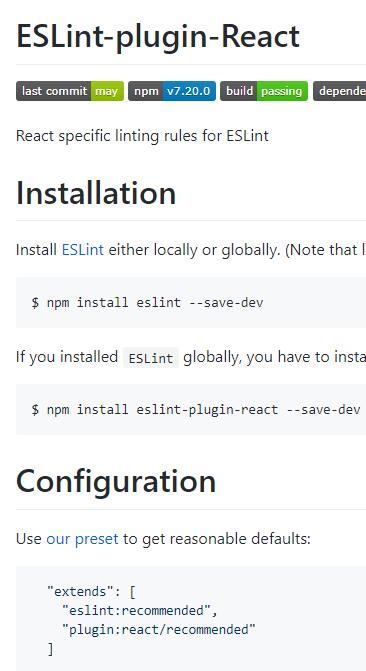 ESLint-plugin-React
last commit may npm v7.20.0 build passing depende
React specific linting rules for ESLint
Installation
Install ESLint either locally or globally. (Note that l
$ npm install eslint --save-dev
If you installed ESLint globally, you have to insta
$ npm install eslint-plugin-react --save-dev
Configuration
Use our preset to get reasonable defaults:
"extends": [
"eslint:recommended",
"plugin:react/recommended"
]